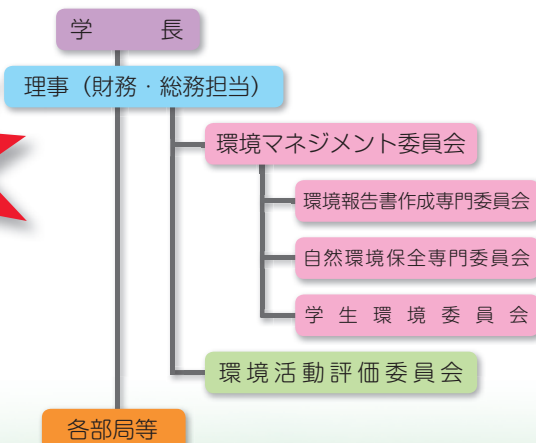 学長
理事（財務・総務担当）
環境マネジメント委員会
環境報告書作成専門委員会
自然環境保全専門委員会
学生環境委員会
環境活動評価委員会
各部局等